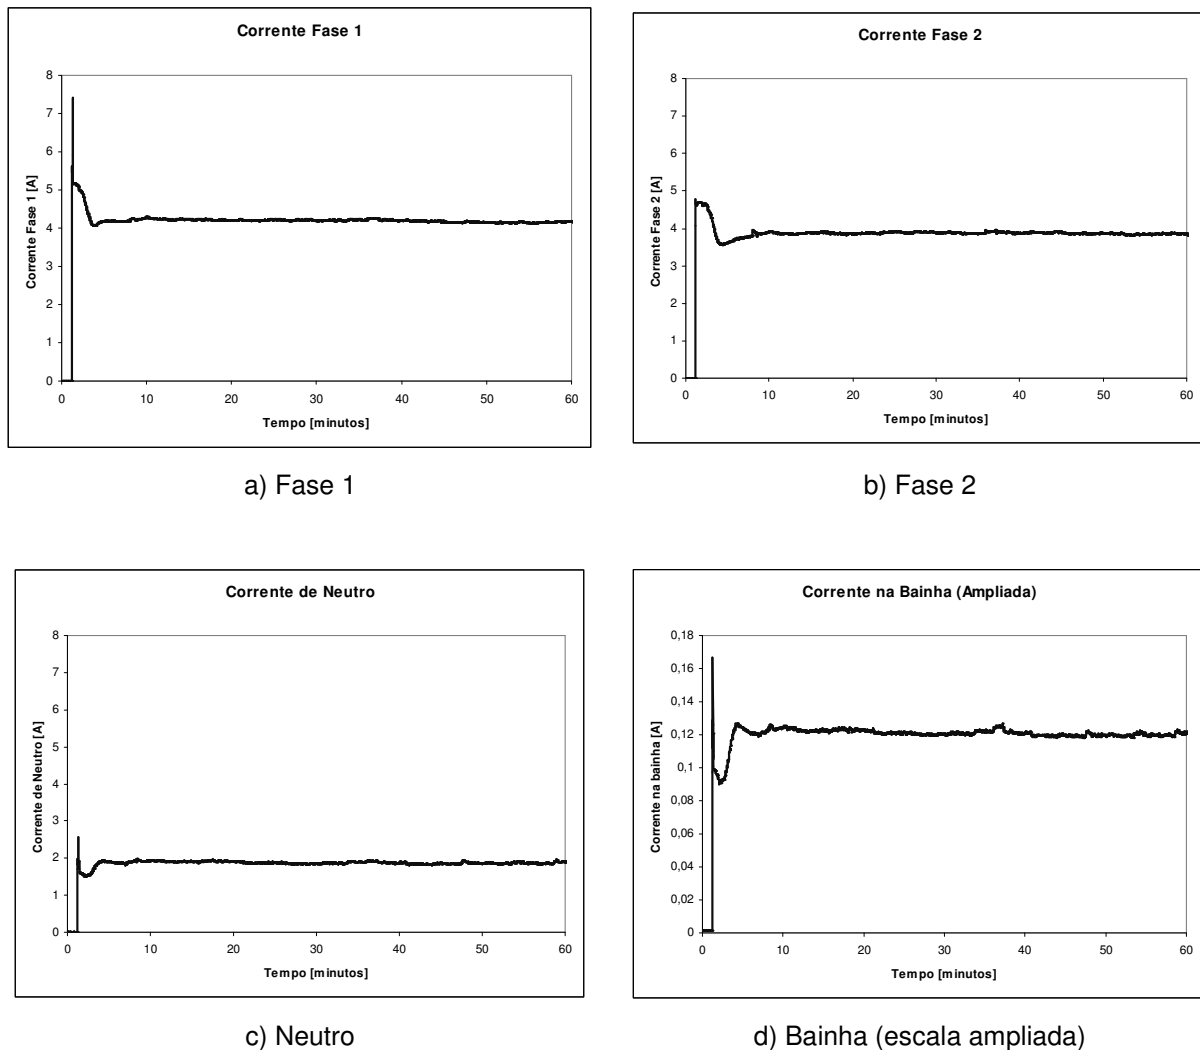 Corrente Fase 1
8
7
6
5
4
3
2
1
0
Corrente Fase 1 [A]
0 10 20 30 40 50 60
Tempo [minutos]
a) Fase 1
Corrente Fase 2
8
7
6
5
4
3
2
1
0
Corrente Fase 2 [A]
0 10 20 30 40 50 60
Tempo [minutos]
b) Fase 2
Corrente de Neutro
8
7
6
5
4
3
2
1
0
Corrente de Neutro [A]
0 10 20 30 40 50 60
Tempo [minutos]
c) Neutro
Corrente na Bainha (Ampliada)
0,18
0,16
0,14
0,12
0,1
0,08
0,06
0,04
0,02
0
Corrente na bainha [A]
0 10 20 30 40 50 60
Tempo [minutos]
d) Bainha (escala ampliada)